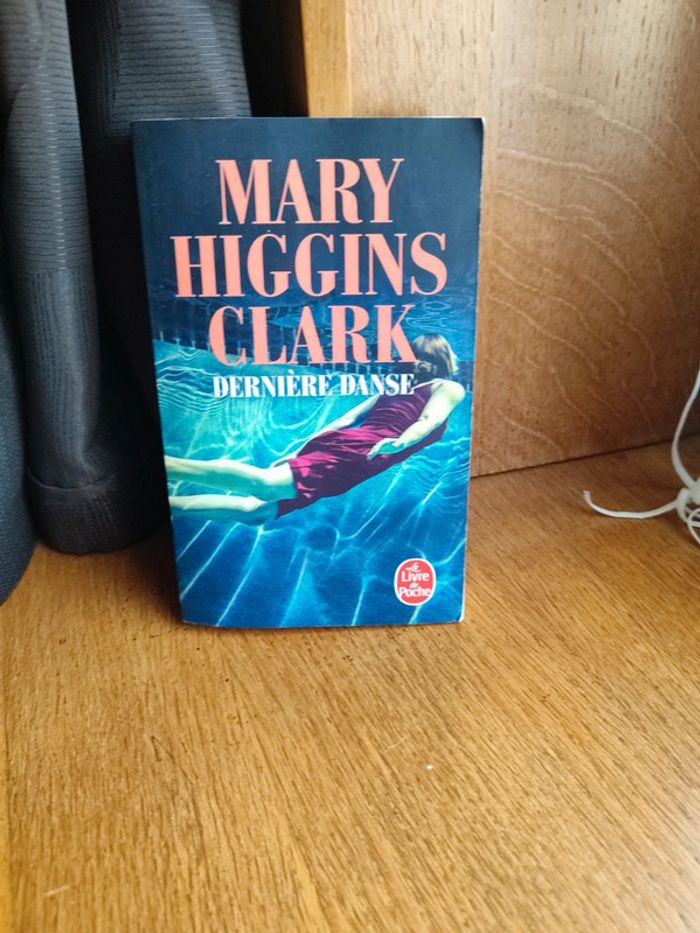 MARY
HIGGINS
CLARK
DERNIÈRE DANSE
Le
Livre
de
Poche